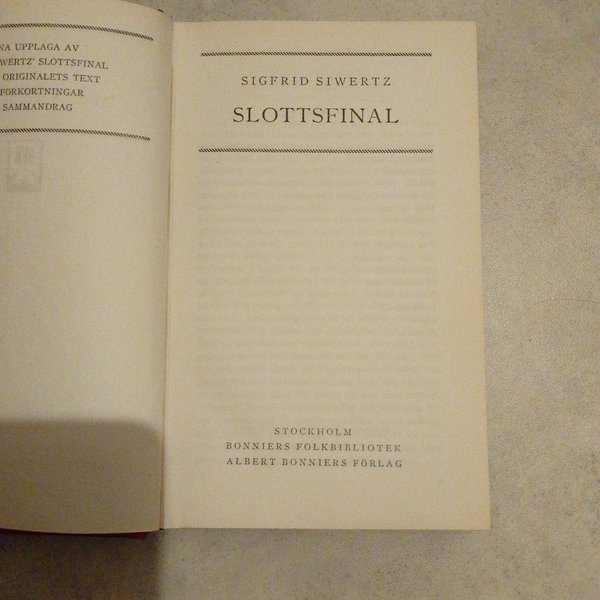 NA UPPLAGA AV
WERTZ' SLOTTSFINAL
ORIGINALETS TEXT
FÖRKORTNINGAR
SAMMANDRAG
SIGFRID SIWERTZ
SLOTTSFINAL
STOCKHOLM
BONNIERS FOLKBIBLIOTEK
ALBERT BONNIERS FÖRLAG